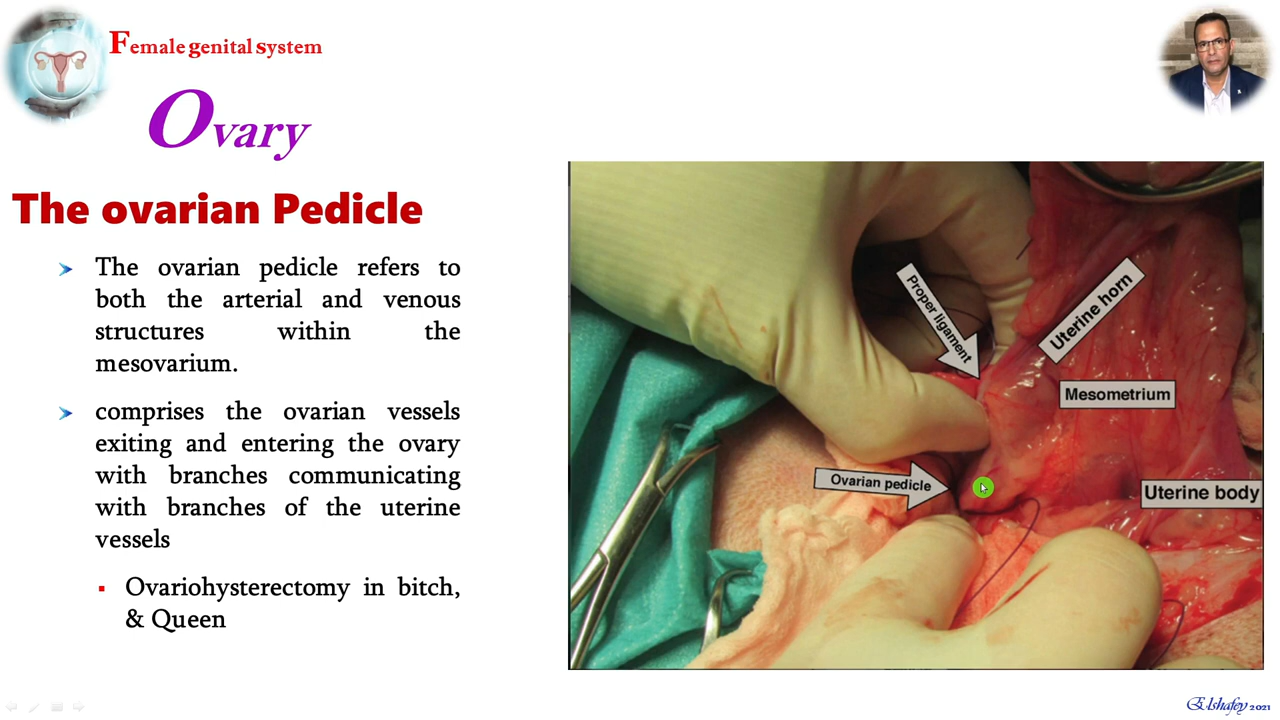 Female genital system
Ovary
The ovarian Pedicle
The ovarian pedicle refers to
both the arterial and venous
structures within the
mesovarium.
comprises the ovarian vessels
exiting and entering the ovary
with branches communicating
with branches of the uterine
vessels
Ovariohysterectomy in bitch,
& Queen
Proper ligament
Uterine horn
Mesometrium
Ovarian pedicle
Uterine body
Elshafey 2021